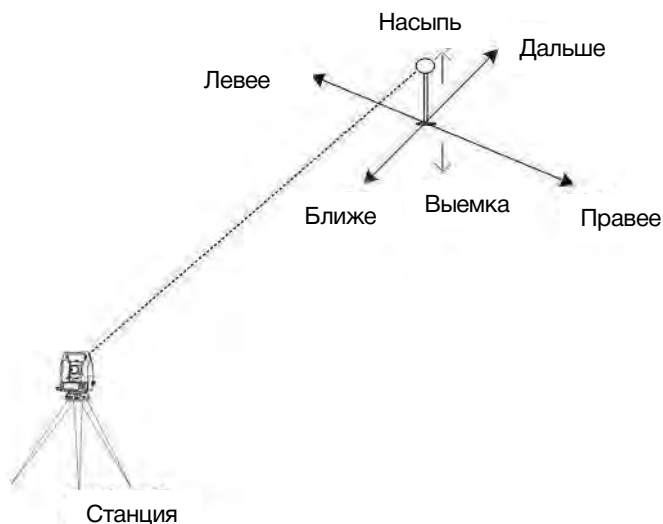 Насыпь
Дальше
Левее
Ближе
Выемка
Правее
Станция